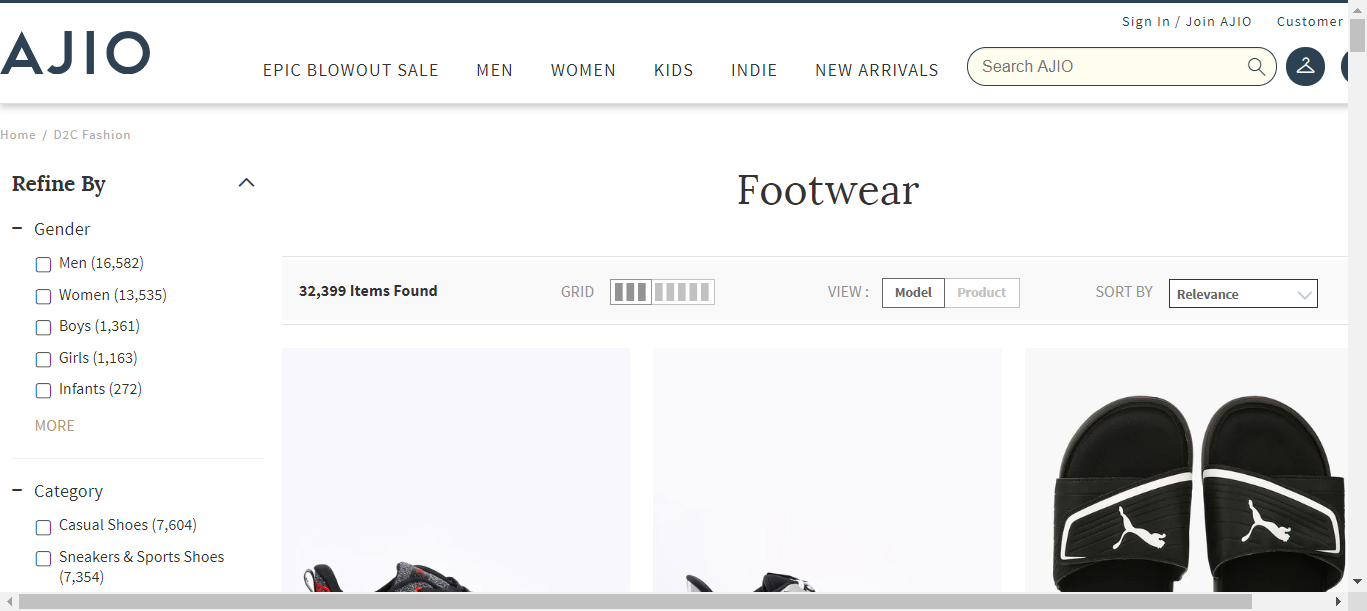 Sign In / Join AJIO Customer
AJIO
EPIC BLOWOUT SALE MEN WOMEN KIDS INDIE NEW ARRIVALS
Search AJIO
Home / D2C Fashion
Refine By
Footwear
Gender
Men (16,582)
Women (13,535)
Boys (1,361)
Girls (1,163)
Infants (272)
MORE
32,399 Items Found
GRID
VIEW :
Model
Product
SORT BY
Relevance
Category
Casual Shoes (7,604)
Sneakers & Sports Shoes
(7,354)